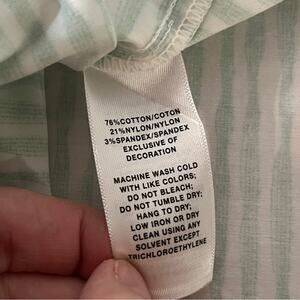 76%COTTON/COTON
21%NYLON/NYLON
3%SPANDEX/SPANDEX
EXCLUSIVE OF
DECORATION
MACHINE WASH COLD
WITH LIKE COLORS;
DO NOT BLEACH;
DO NOT TUMBLE DRY;
HANG TO DRY;
LOW IRON OR DRY
CLEAN USING ANY
SOLVENT EXCEPT
TRICHLOROETHYLENE